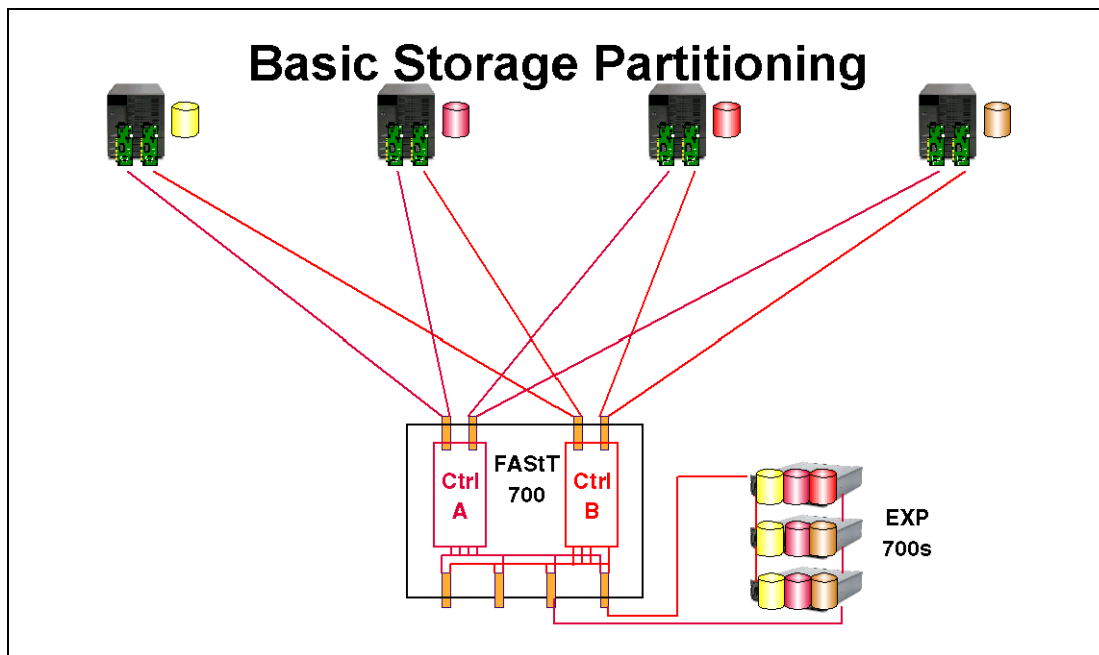 Basic Storage Partitioning
Ctrl
A
FAStT
700
Ctrl
B
EXP
700s